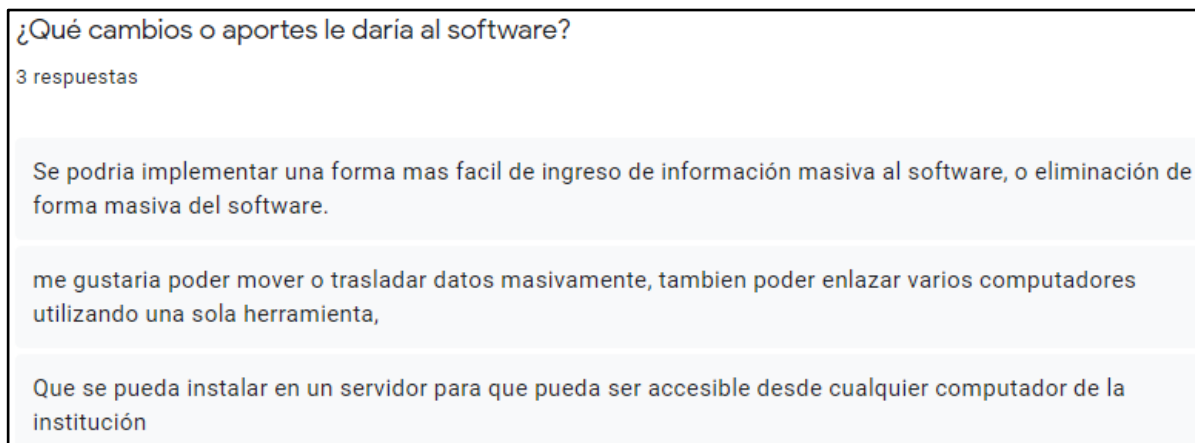 ¿Qué cambios o aportes le daría al software?
3 respuestas
Se podria implementar una forma mas facil de ingreso de información masiva al software, o eliminación de
forma masiva del software.
me gustaria poder mover o trasladar datos masivamente, tambien poder enlazar varios computadores
utilizando una sola herramienta,
Que se pueda instalar en un servidor para que pueda ser accesible desde cualquier computador de la
institución